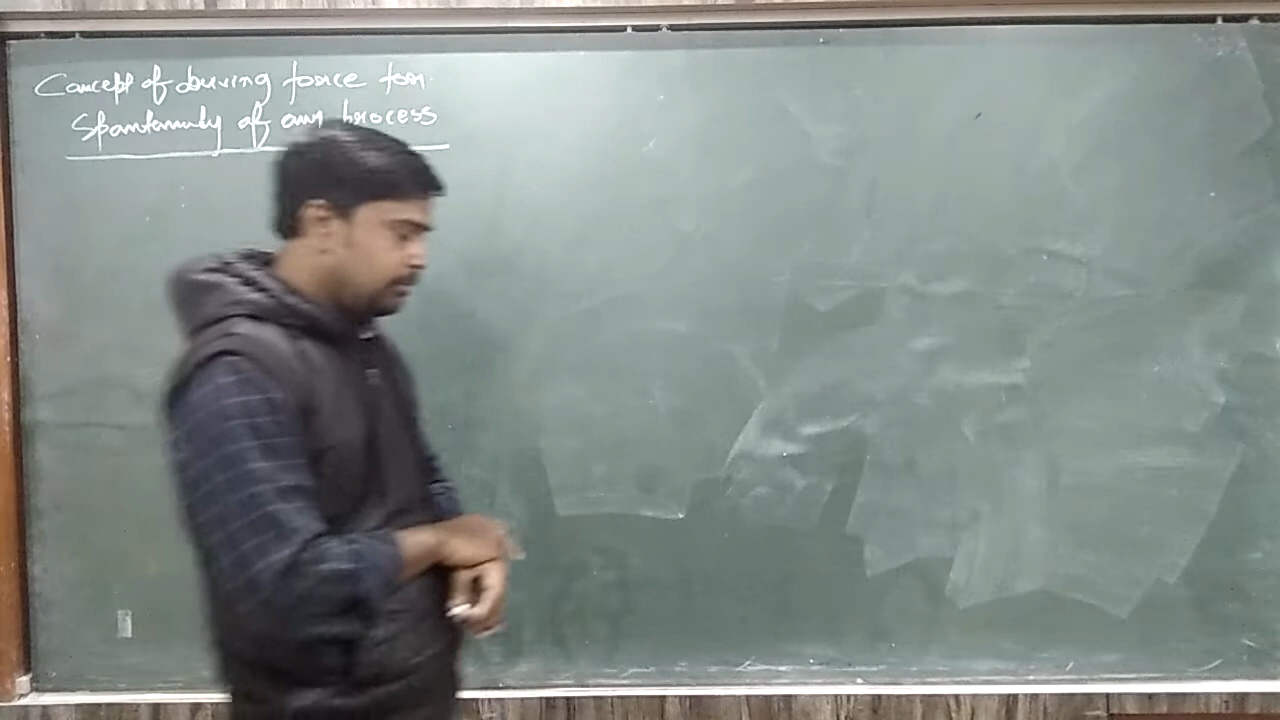 Concept of driving force for
Spontaneity of any process